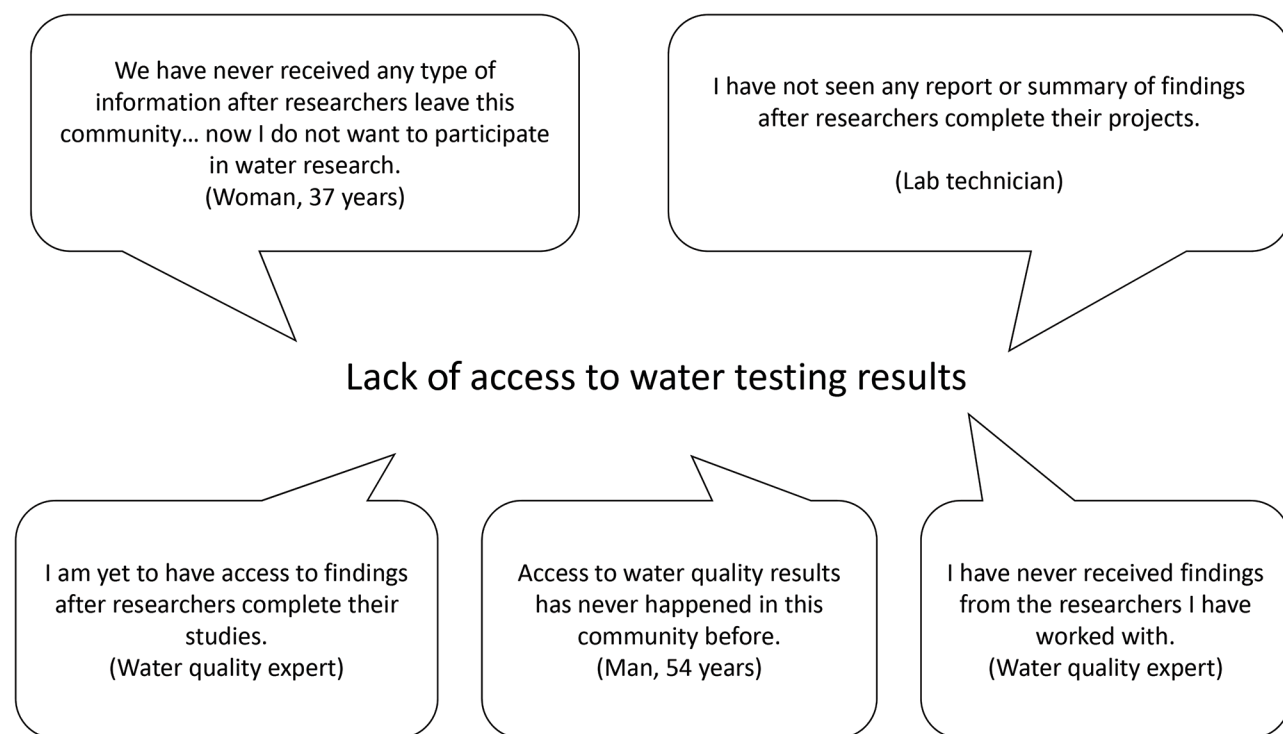 We have never received any type of
information after researchers leave this
community… now I do not want to participate
in water research.
(Woman, 37 years)
I have not seen any report or summary of findings
after researchers complete their projects.
(Lab technician)
Lack of access to water testing results
I am yet to have access to findings
after researchers complete their
studies.
(Water quality expert)
Access to water quality results
has never happened in this
community before.
(Man, 54 years)
I have never received findings
from the researchers I have
worked with.
(Water quality expert)